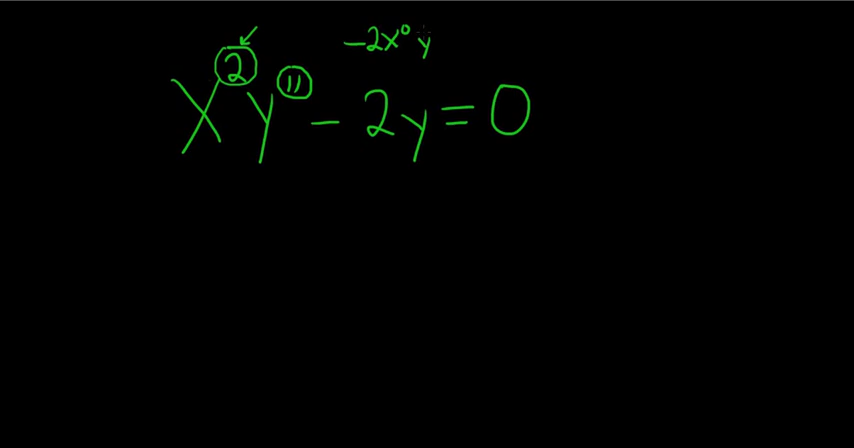 -2x⁰y
x²y'' - 2y = 0